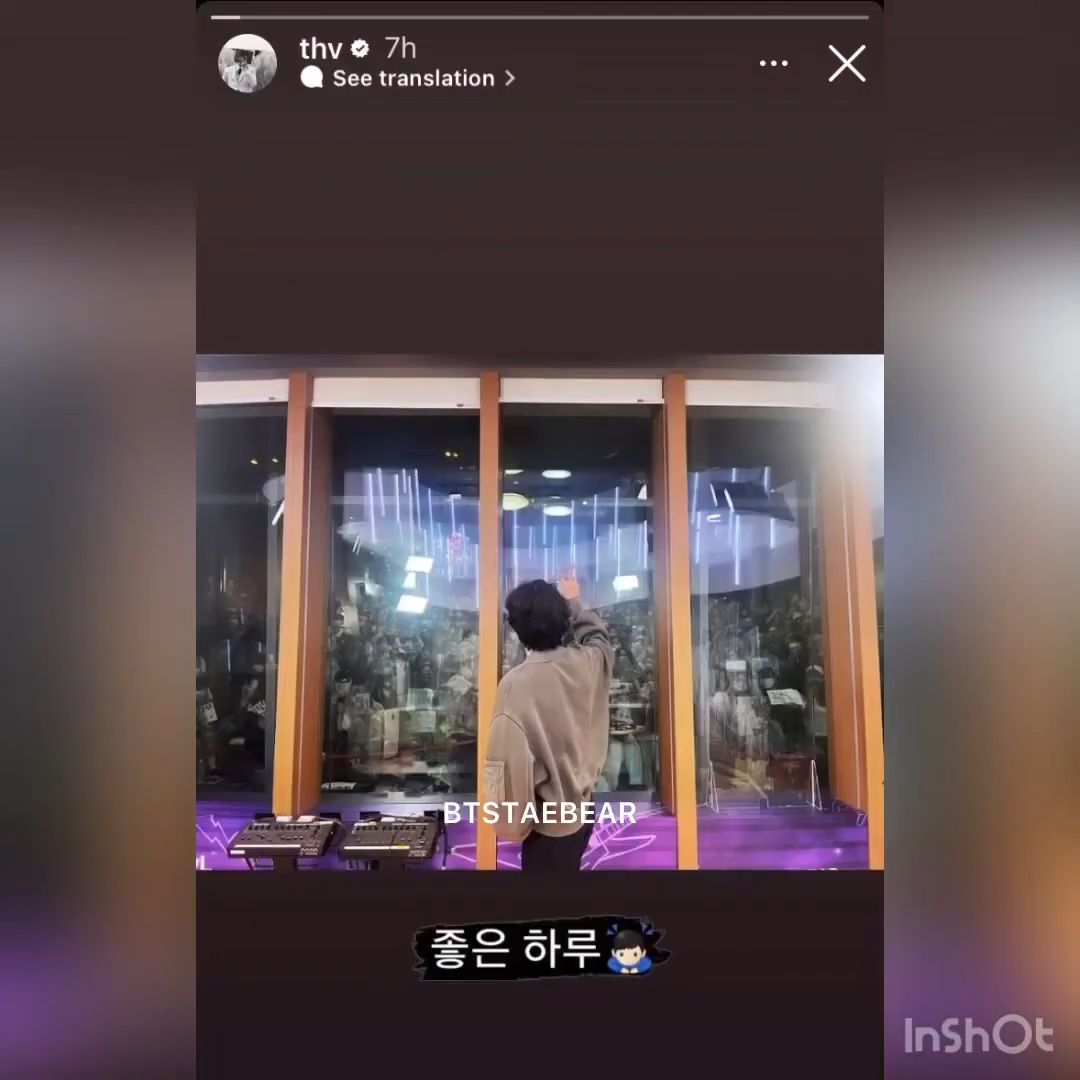 thv 7h
See translation >
BTSTAEBEAR
좋은 하루
InShOt